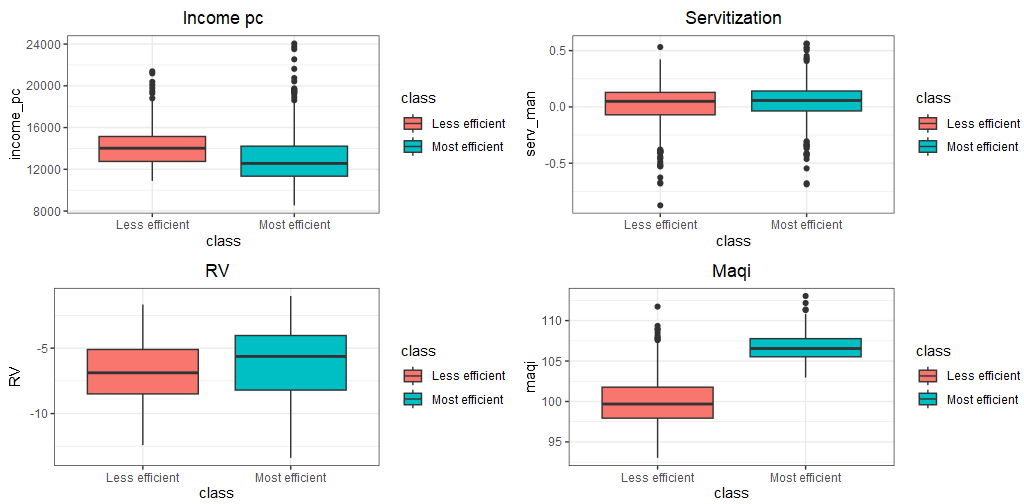 Income pc
24000
20000
16000
12000
8000
income_pc
Less efficient
Most efficient
class
class
Less efficient
Most efficient
Servitization
0.5
0.0
-0.5
serv_man
Less efficient
Most efficient
class
class
Less efficient
Most efficient
RV
-5
-10
RV
Less efficient
Most efficient
class
class
Less efficient
Most efficient
Maqi
110
105
100
95
maqi
Less efficient
Most efficient
class
class
Less efficient
Most efficient